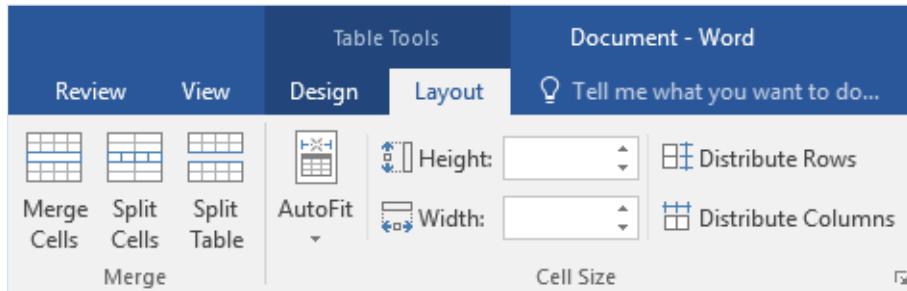 Table Tools Document - Word
Review View Design Layout Tell me what you want to do...
Merge Cells
Split Cells
Split Table
AutoFit
Height:
Width:
Distribute Rows
Distribute Columns
Merge
Cell Size